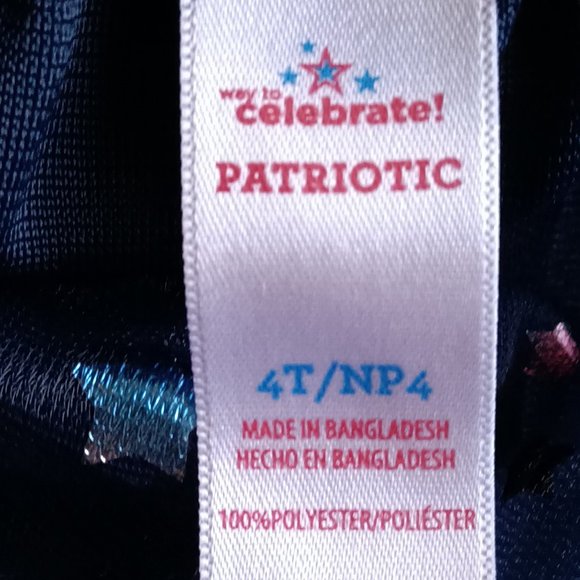 way to
celebrate!
PATRIOTIC
4T/NP4
MADE IN BANGLADESH
HECHO EN BANGLADESH
100%POLYESTER/POLIÉSTER